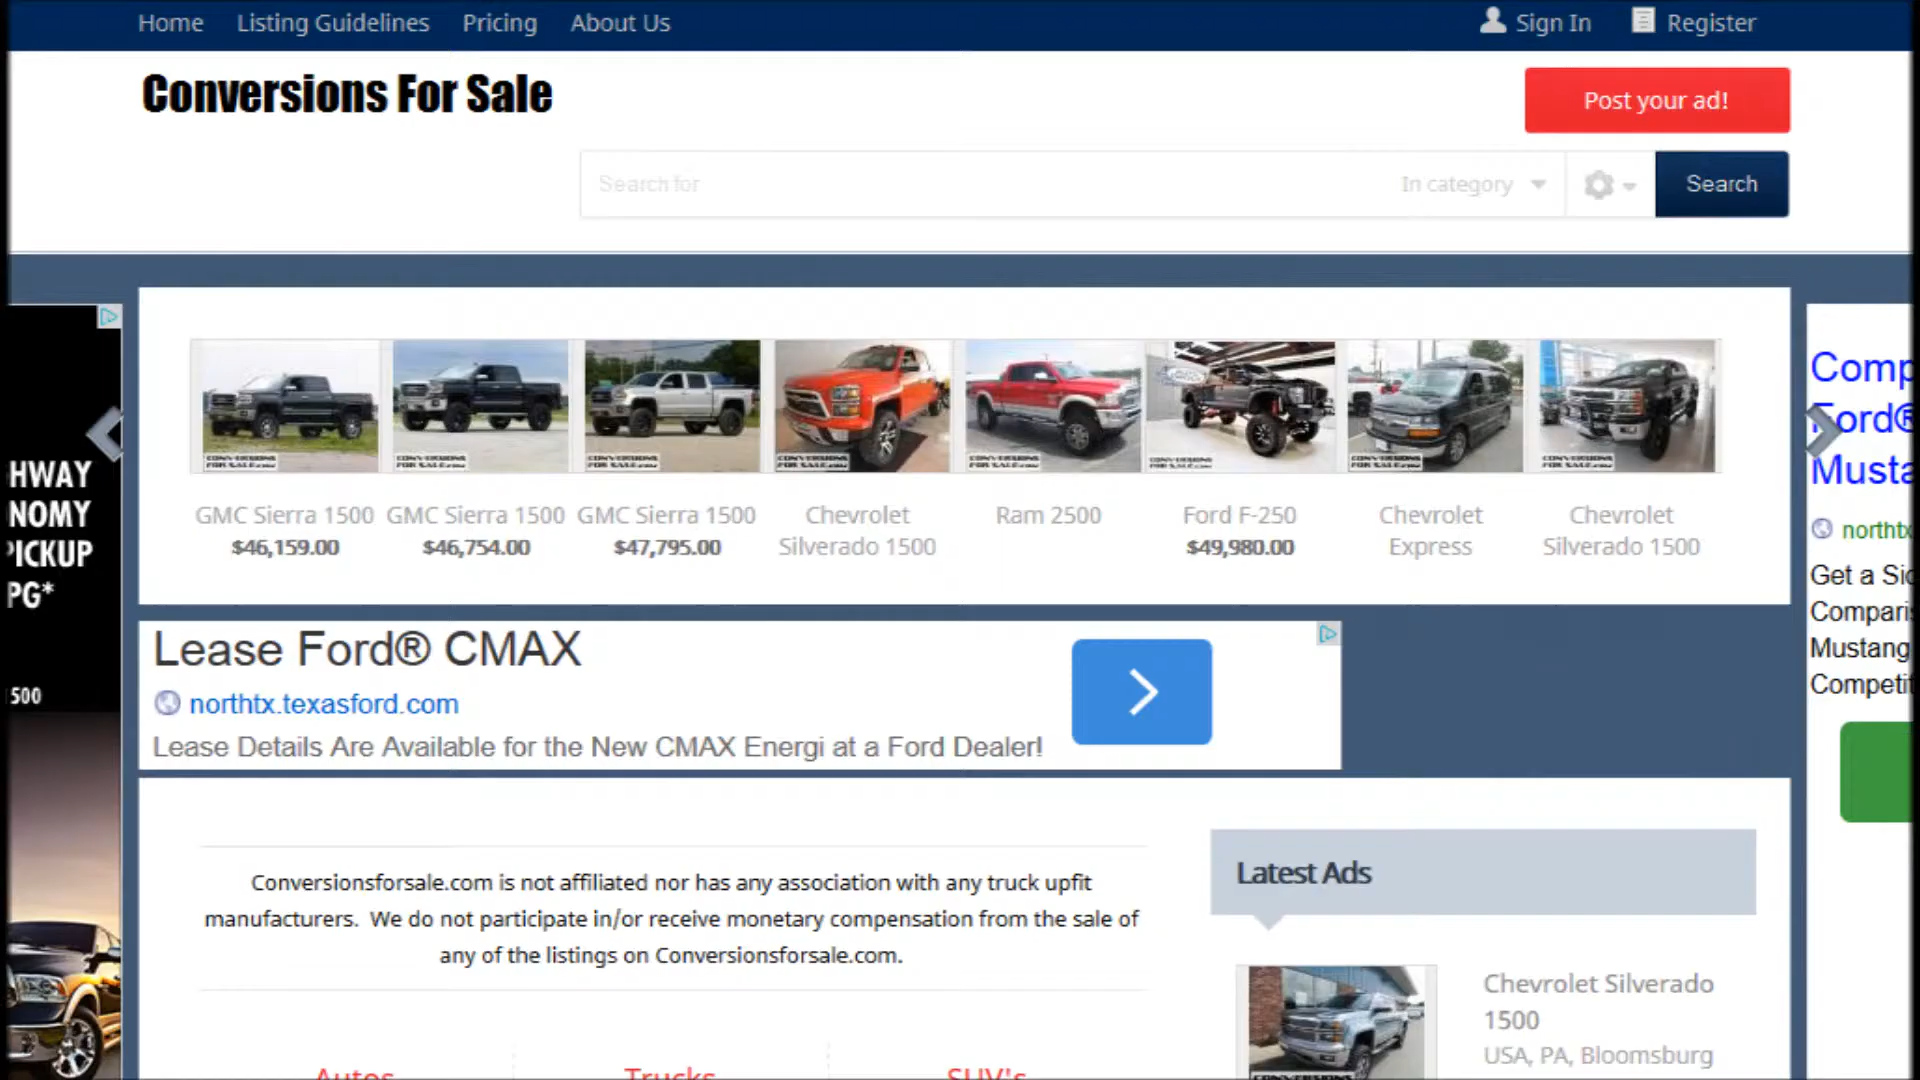 Home Listing Guidelines Pricing About Us Sign In Register
Conversions For Sale
Post your ad!
Search for In category Search
HWAY
NOMY
PICKUP
PG*
1500
GMC Sierra 1500
$46,159.00
GMC Sierra 1500
$46,754.00
GMC Sierra 1500
$47,795.00
Chevrolet
Silverado 1500
Ram 2500
Ford F-250
$49,980.00
Chevrolet
Express
Chevrolet
Silverado 1500
Comp
Ford®
Musta
northtx
Get a Sid
Comparis
Mustang
Competit
Lease Ford® CMAX
northtx.texasford.com
Lease Details Are Available for the New CMAX Energi at a Ford Dealer!
Conversionsforsale.com is not affiliated nor has any association with any truck upfit
manufacturers. We do not participate in/or receive monetary compensation from the sale of
any of the listings on Conversionsforsale.com.
Autos Trucks SUV's
Latest Ads
Chevrolet Silverado
1500
USA, PA, Bloomsburg